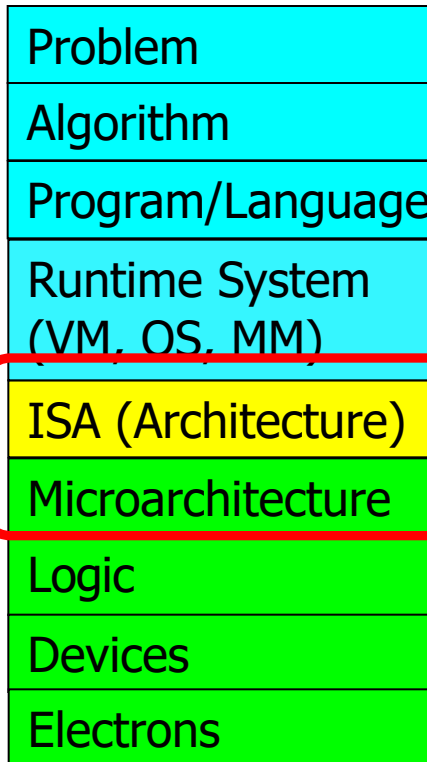 Problem
Algorithm
Program/Language
Runtime System
(VM, OS, MM)
ISA (Architecture)
Microarchitecture
Logic
Devices
Electrons